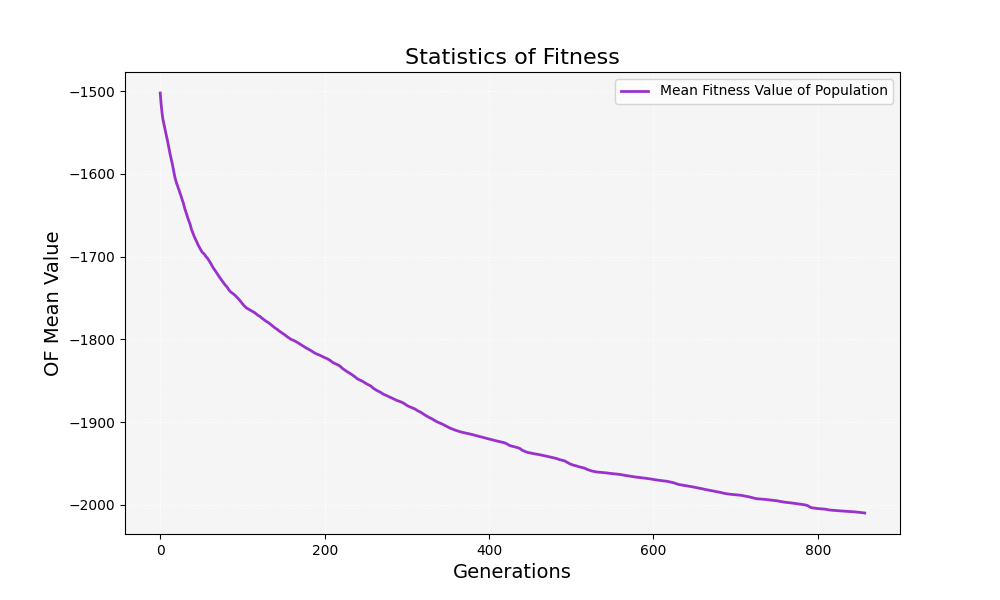 Statistics of Fitness
Mean Fitness Value of Population
OF Mean Value
−1500
−1600
−1700
−1800
−1900
−2000
0 200 400 600 800
Generations